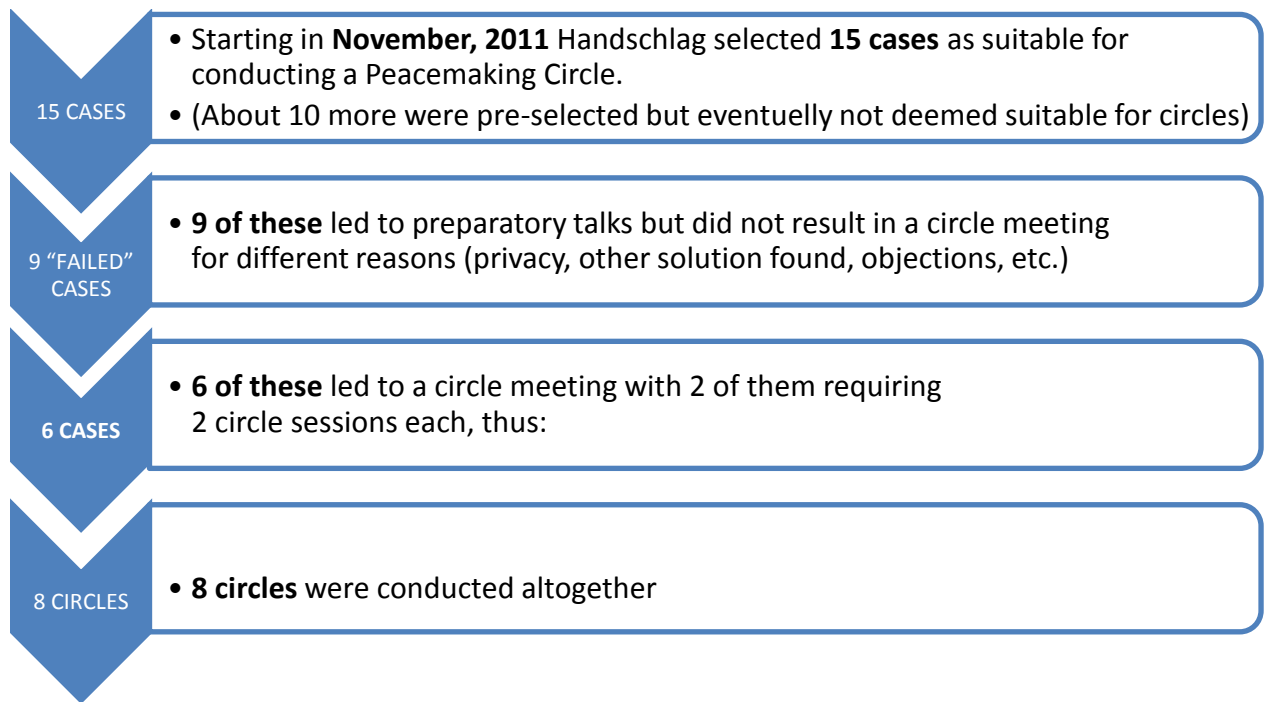 15 CASES
• Starting in November, 2011 Handschlag selected 15 cases as suitable for
conducting a Peacemaking Circle.
• (About 10 more were pre-selected but eventuelly not deemed suitable for circles)
9 “FAILED”
CASES
• 9 of these led to preparatory talks but did not result in a circle meeting
for different reasons (privacy, other solution found, objections, etc.)
6 CASES
• 6 of these led to a circle meeting with 2 of them requiring
2 circle sessions each, thus:
8 CIRCLES
• 8 circles were conducted altogether